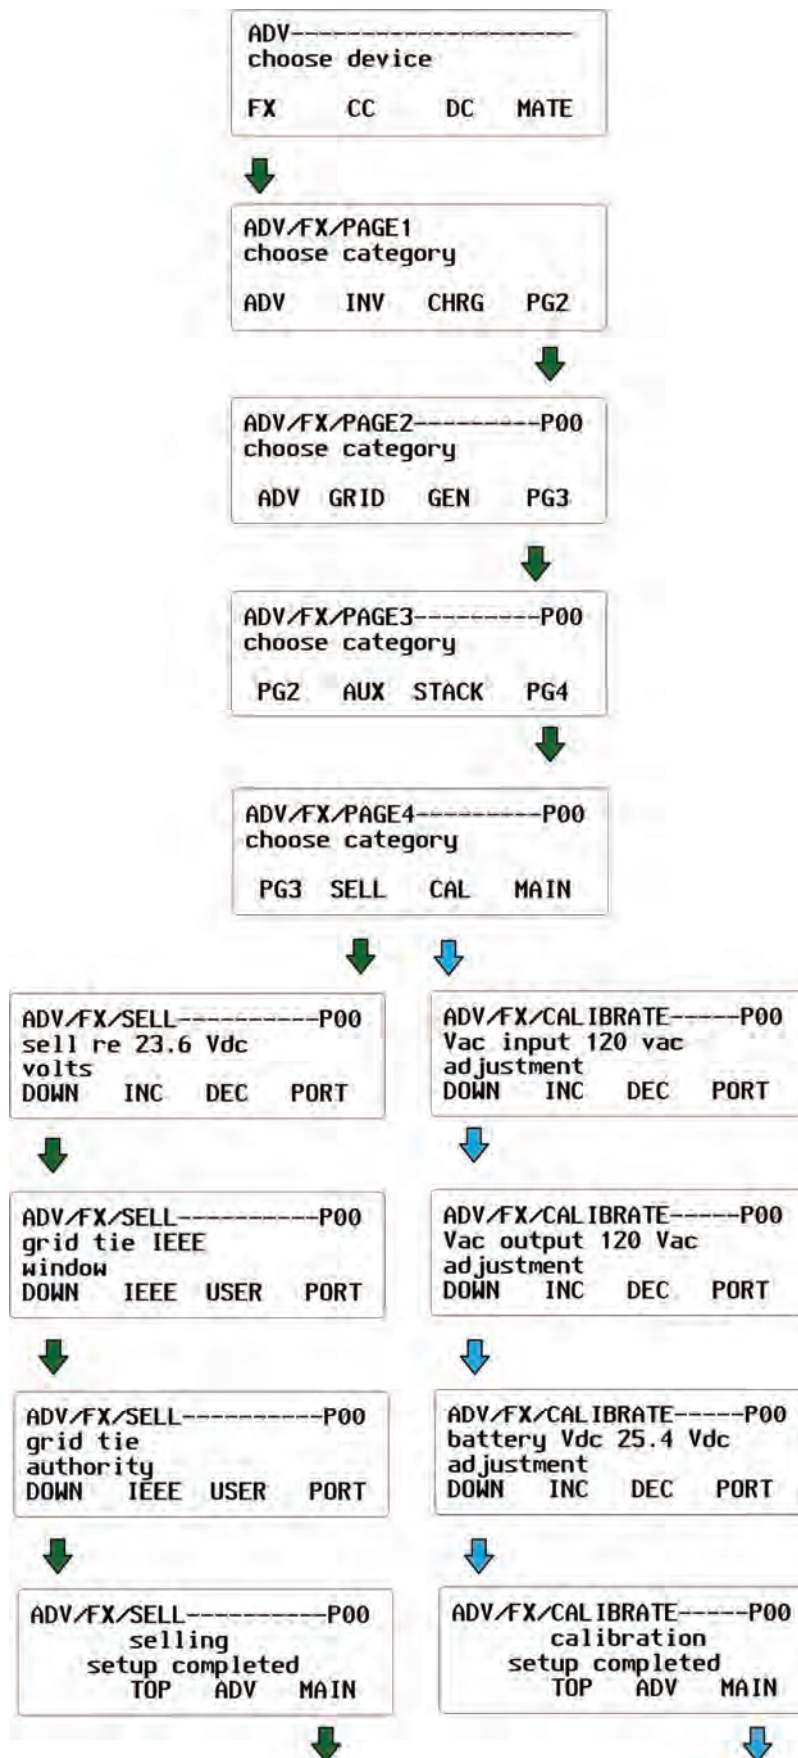 ADV----------------------
choose device
FX CC DC MATE
ADV/FX/PAGE1
choose category
ADV INV CHRG PG2
ADV/FX/PAGE2----------P00
choose category
ADV GRID GEN PG3
ADV/FX/PAGE3----------P00
choose category
PG2 AUX STACK PG4
ADV/FX/PAGE4----------P00
choose category
PG3 SELL CAL MAIN
ADV/FX/SELL-----------P00
sell re 23.6 Vdc
volts
DOWN INC DEC PORT
ADV/FX/SELL-----------P00
grid tie IEEE
window
DOWN IEEE USER PORT
ADV/FX/SELL-----------P00
grid tie
authority
DOWN IEEE USER PORT
ADV/FX/SELL-----------P00
selling
setup completed
TOP ADV MAIN
ADV/FX/CALIBRATE-----P00
Vac input 120 vac
adjustment
DOWN INC DEC PORT
ADV/FX/CALIBRATE-----P00
Vac output 120 Vac
adjustment
DOWN INC DEC PORT
ADV/FX/CALIBRATE-----P00
battery Vdc 25.4 Vdc
adjustment
DOWN INC DEC PORT
ADV/FX/CALIBRATE-----P00
calibration
setup completed
TOP ADV MAIN